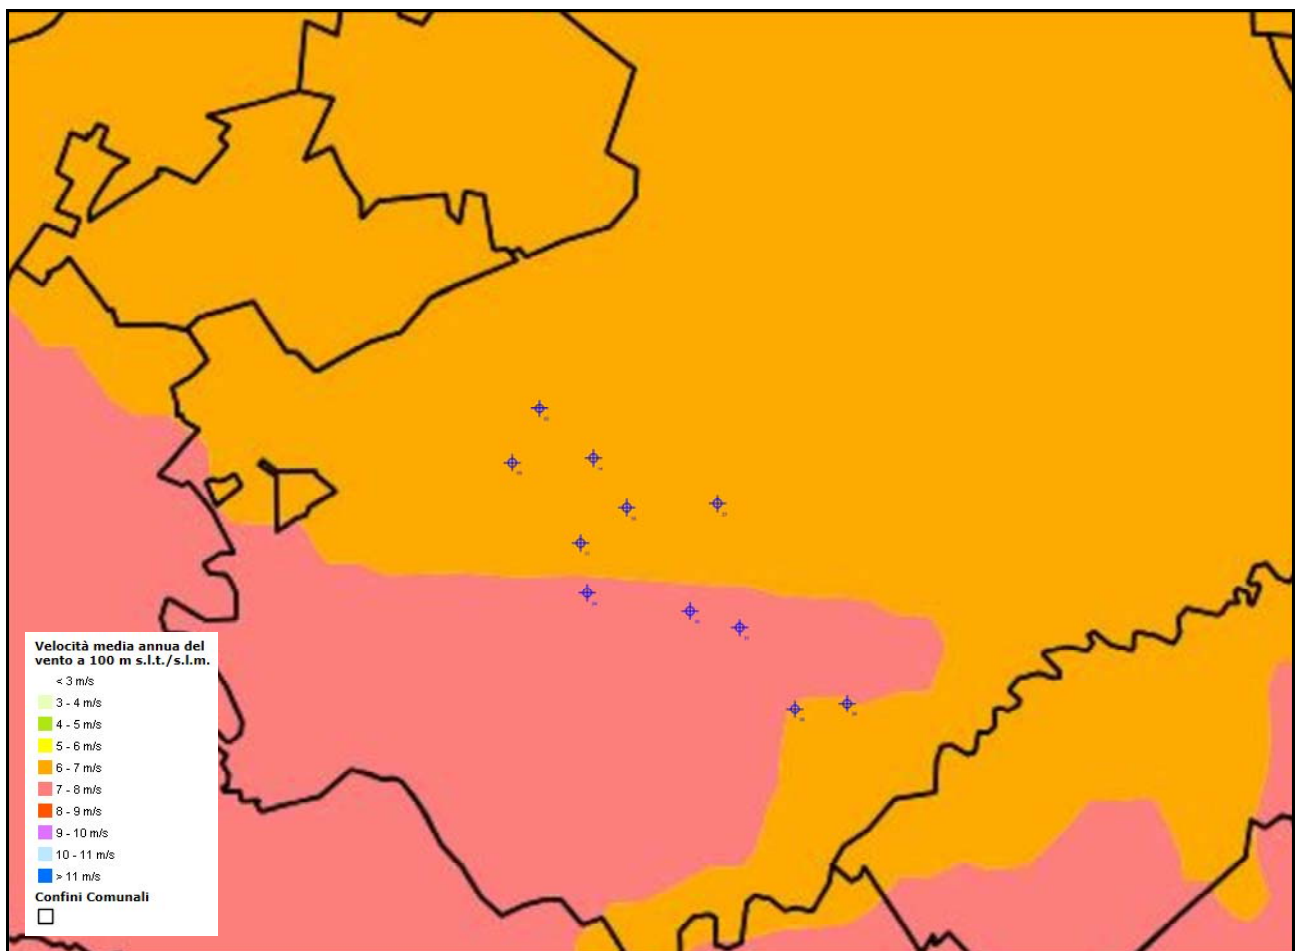 Velocità media annua del
vento a 100 m s.l.t./s.l.m.
< 3 m/s
3 - 4 m/s
4 - 5 m/s
5 - 6 m/s
6 - 7 m/s
7 - 8 m/s
8 - 9 m/s
9 - 10 m/s
10 - 11 m/s
> 11 m/s
Confini Comunali